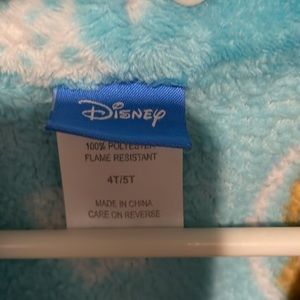 Disney
100% POLYESTER
FLAME RESISTANT
4T/5T
MADE IN CHINA
CARE ON REVERSE